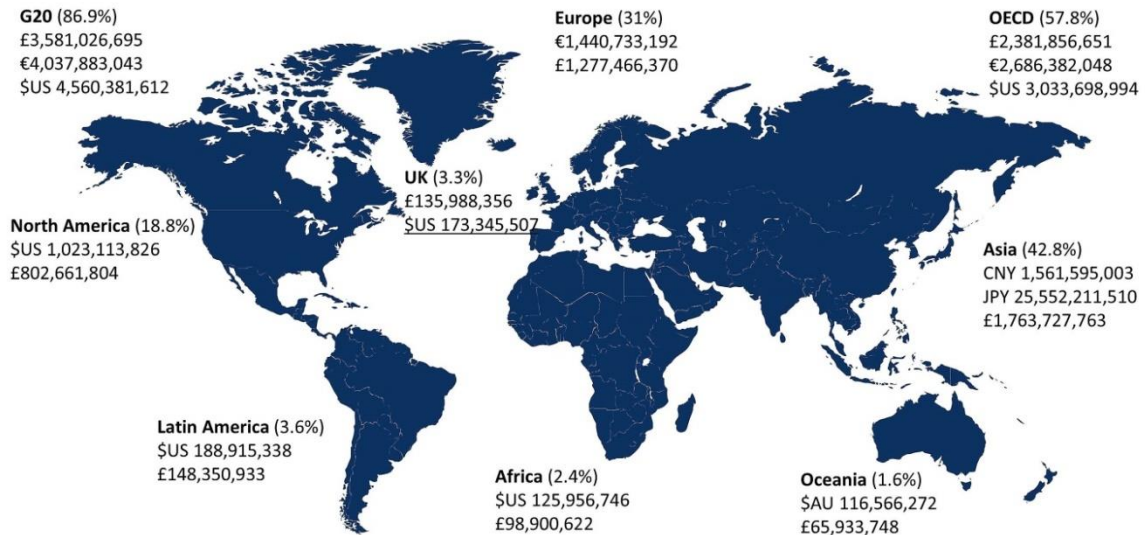 G20 (86.9%)
£3,581,026,695
€4,037,883,043
$US 4,560,381,612
Europe (31%)
€1,440,733,192
£1,277,466,370
OECD (57.8%)
£2,381,856,651
€2,686,382,048
$US 3,033,698,994
UK (3.3%)
£135,988,356
$US 173,345,507
North America (18.8%)
$US 1,023,113,826
£802,661,804
Asia (42.8%)
CNY 1,561,595,003
JPY 25,552,211,510
£1,763,727,763
Latin America (3.6%)
$US 188,915,338
£148,350,933
Africa (2.4%)
$US 125,956,746
£98,900,622
Oceania (1.6%)
$AU 116,566,272
£65,933,748